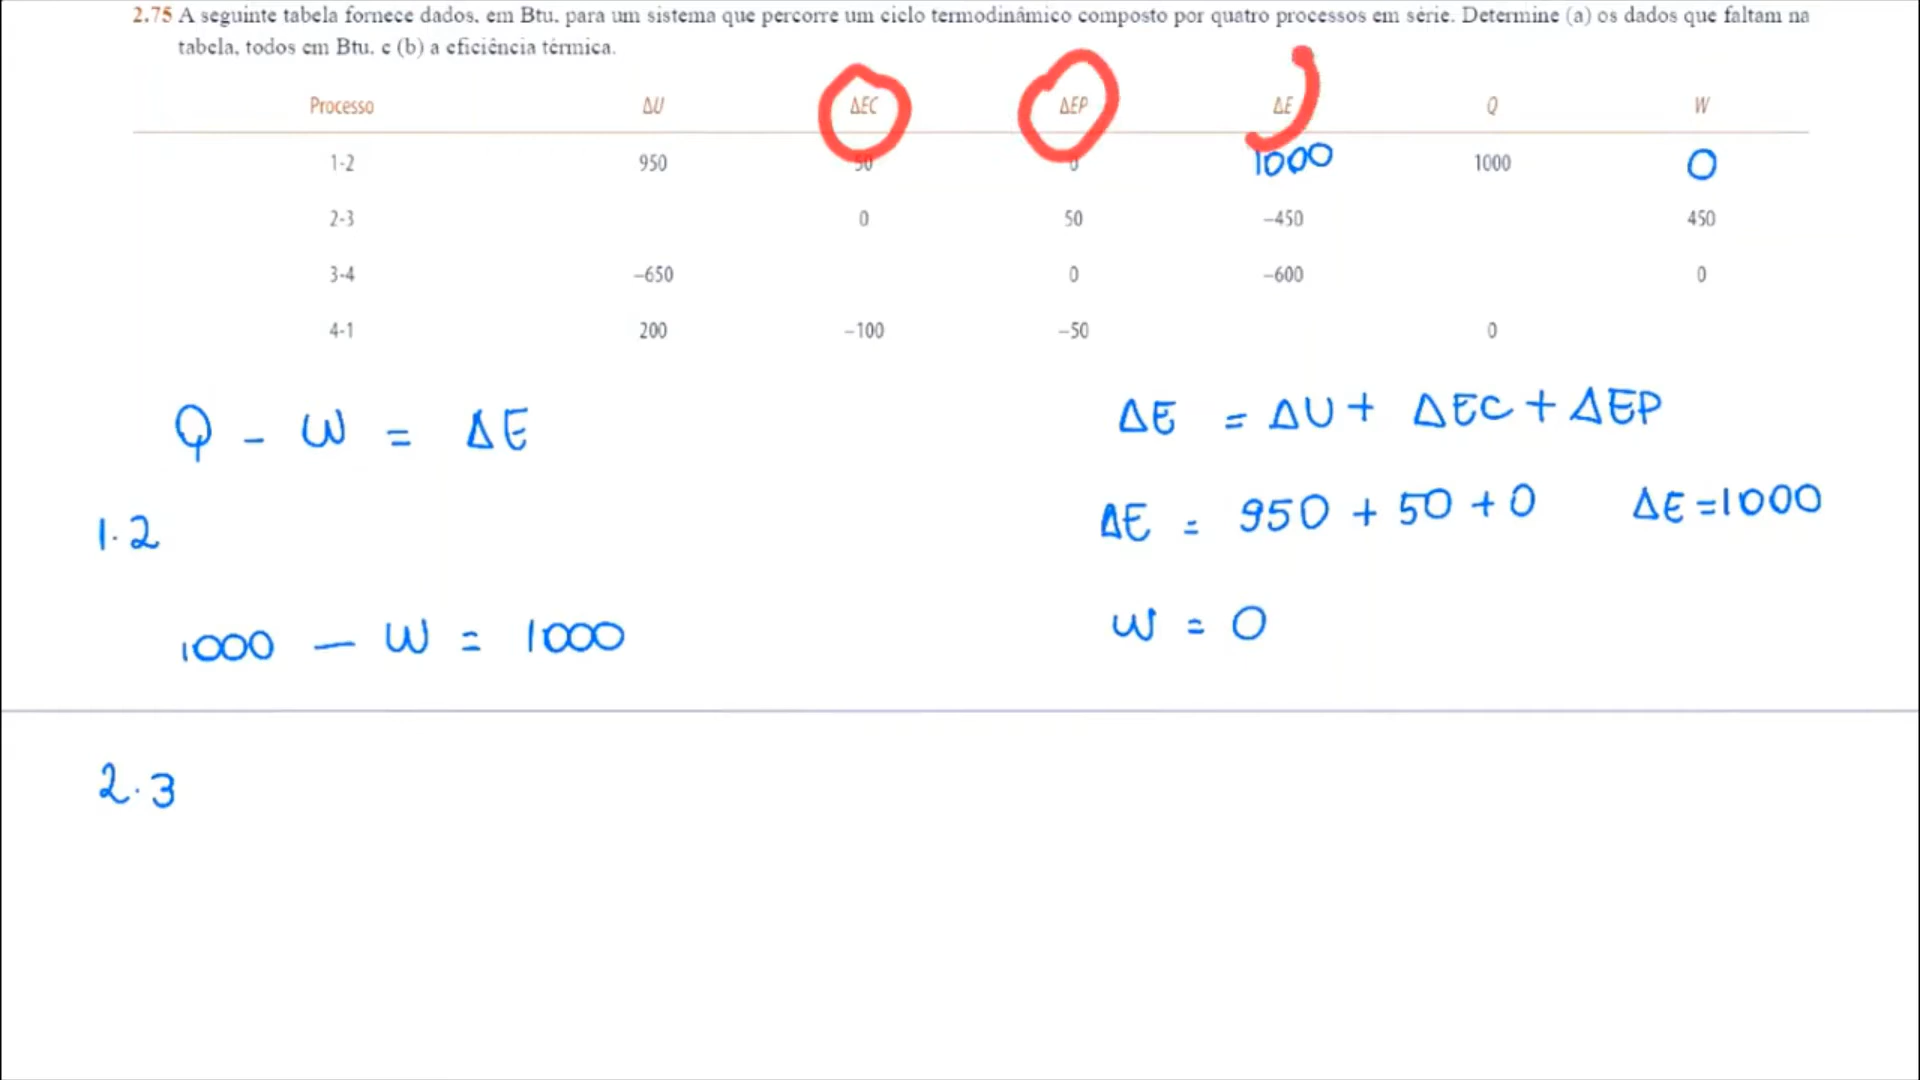 2.75 A seguinte tabela fornece dados, em Btu, para um sistema que percorre um ciclo termodinâmico composto por quatro processos em série. Determine (a) os dados que faltam na
tabela, todos em Btu, e (b) a eficiência térmica.
Processo ΔU ΔEC ΔEP ΔE Q W
1-2 950 50 0 1000 1000 0
2-3 0 50 –450 450
3-4 –650 0 –600 0
4-1 200 –100 –50 0
Q - W = ΔE
ΔE = ΔU + ΔEC + ΔEP
1.2
ΔE = 950 + 50 + 0 ΔE = 1000
1000 - W = 1000
W = 0
2.3